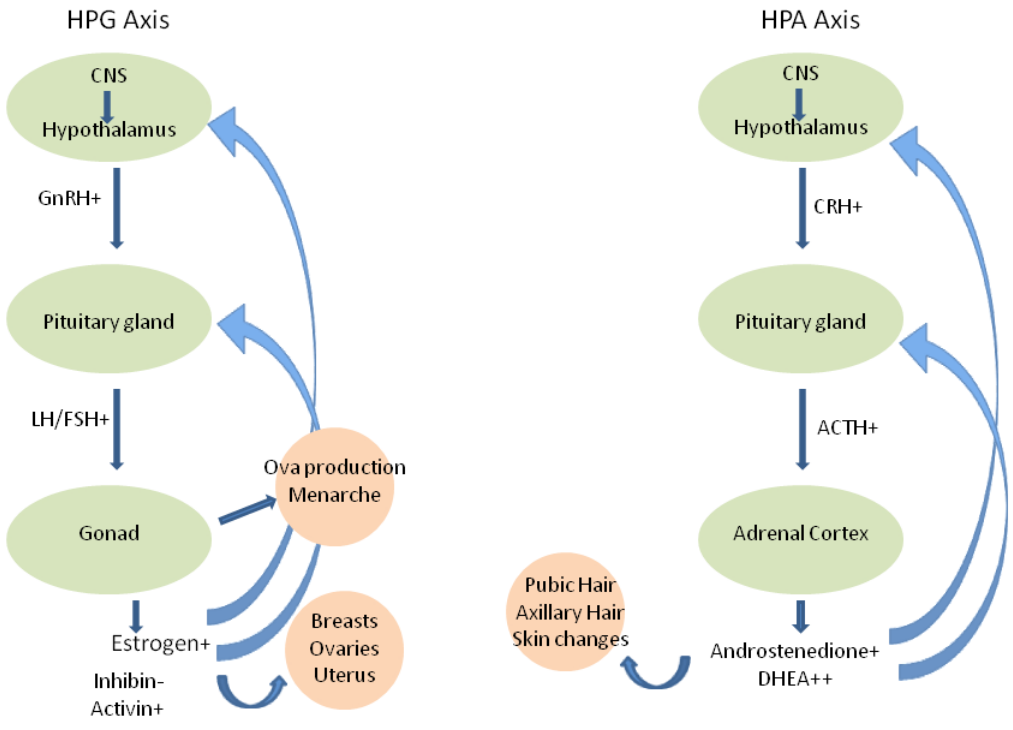 HPG Axis
CNS
Hypothalamus
GnRH+
Pituitary gland
LH/FSH+
Ova production
Menarche
Gonad
Estrogen+
Inhibin-
Activin+
Breasts
Ovaries
Uterus
HPA Axis
CNS
Hypothalamus
CRH+
Pituitary gland
ACTH+
Adrenal Cortex
Androstenedione+
DHEA++
Pubic Hair
Axillary Hair
Skin changes